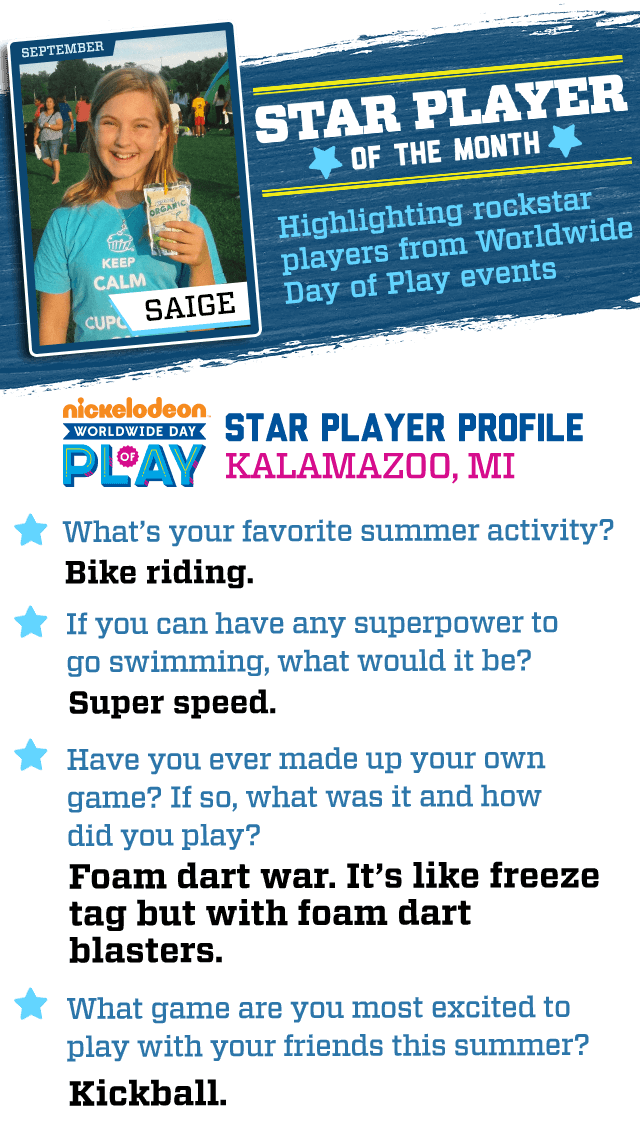 SEPTEMBER
STAR PLAYER
OF THE MONTH
Highlighting rockstar
players from Worldwide
Day of Play events
ORGANIC
KEEP
CALM
CUPC
SAIGE
nickelodeon
WORLDWIDE DAY
OF
PLAY
STAR PLAYER PROFILE
KALAMAZOO, MI
What's your favorite summer activity?
Bike riding.
If you can have any superpower to
go swimming, what would it be?
Super speed.
Have you ever made up your own
game? If so, what was it and how
did you play?
Foam dart war. It's like freeze
tag but with foam dart
blasters.
What game are you most excited to
play with your friends this summer?
Kickball.